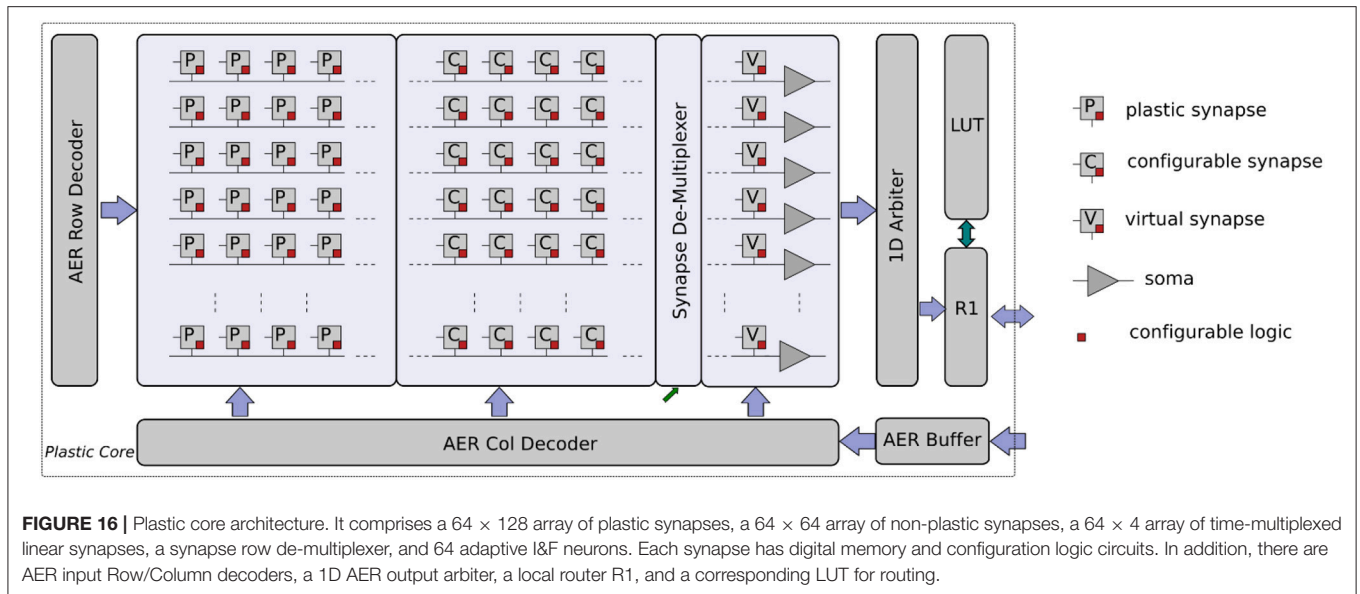 AER Row Decoder
P P P P
P P P P
P P P P
P P P P
P P P P
P P P P
C C C C
C C C C
C C C C
C C C C
C C C C
C C C C
Synapse De-Multiplexer
V
V
V
V
V
V
1D Arbiter
LUT
R1
P plastic synapse
C configurable synapse
V virtual synapse
soma
configurable logic
Plastic Core
AER Col Decoder
AER Buffer
FIGURE 16 | Plastic core architecture. It comprises a 64 × 128 array of plastic synapses, a 64 × 64 array of non-plastic synapses, a 64 × 4 array of time-multiplexed
linear synapses, a synapse row de-multiplexer, and 64 adaptive I&F neurons. Each synapse has digital memory and configuration logic circuits. In addition, there are
AER input Row/Column decoders, a 1D AER output arbiter, a local router R1, and a corresponding LUT for routing.